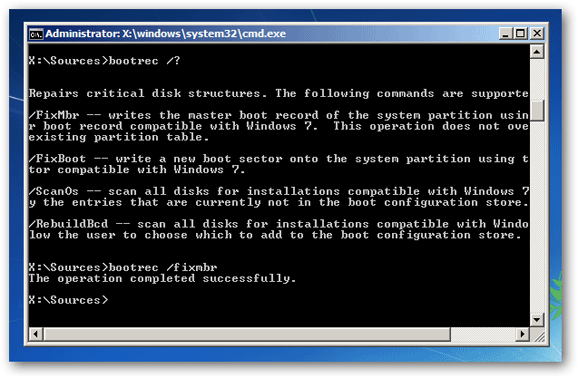 Administrator: X:\windows\system32\cmd.exe
X:\Sources>bootrec /?
Repairs critical disk structures. The following commands are supporte
/FixMbr -- writes the master boot record of the system partition usin
r boot record compatible with Windows 7.  This operation does not ove
existing partition table.
/FixBoot -- write a new boot sector onto the system partition using t
tor compatible with Windows 7.
/ScanOs -- scan all disks for installations compatible with Windows 7
y the entries that are currently not in the boot configuration store.
/RebuildBcd -- scan all disks for installations compatible with Windo
low the user to choose which to add to the boot configuration store.
X:\Sources>bootrec /fixmbr
The operation completed successfully.
X:\Sources>